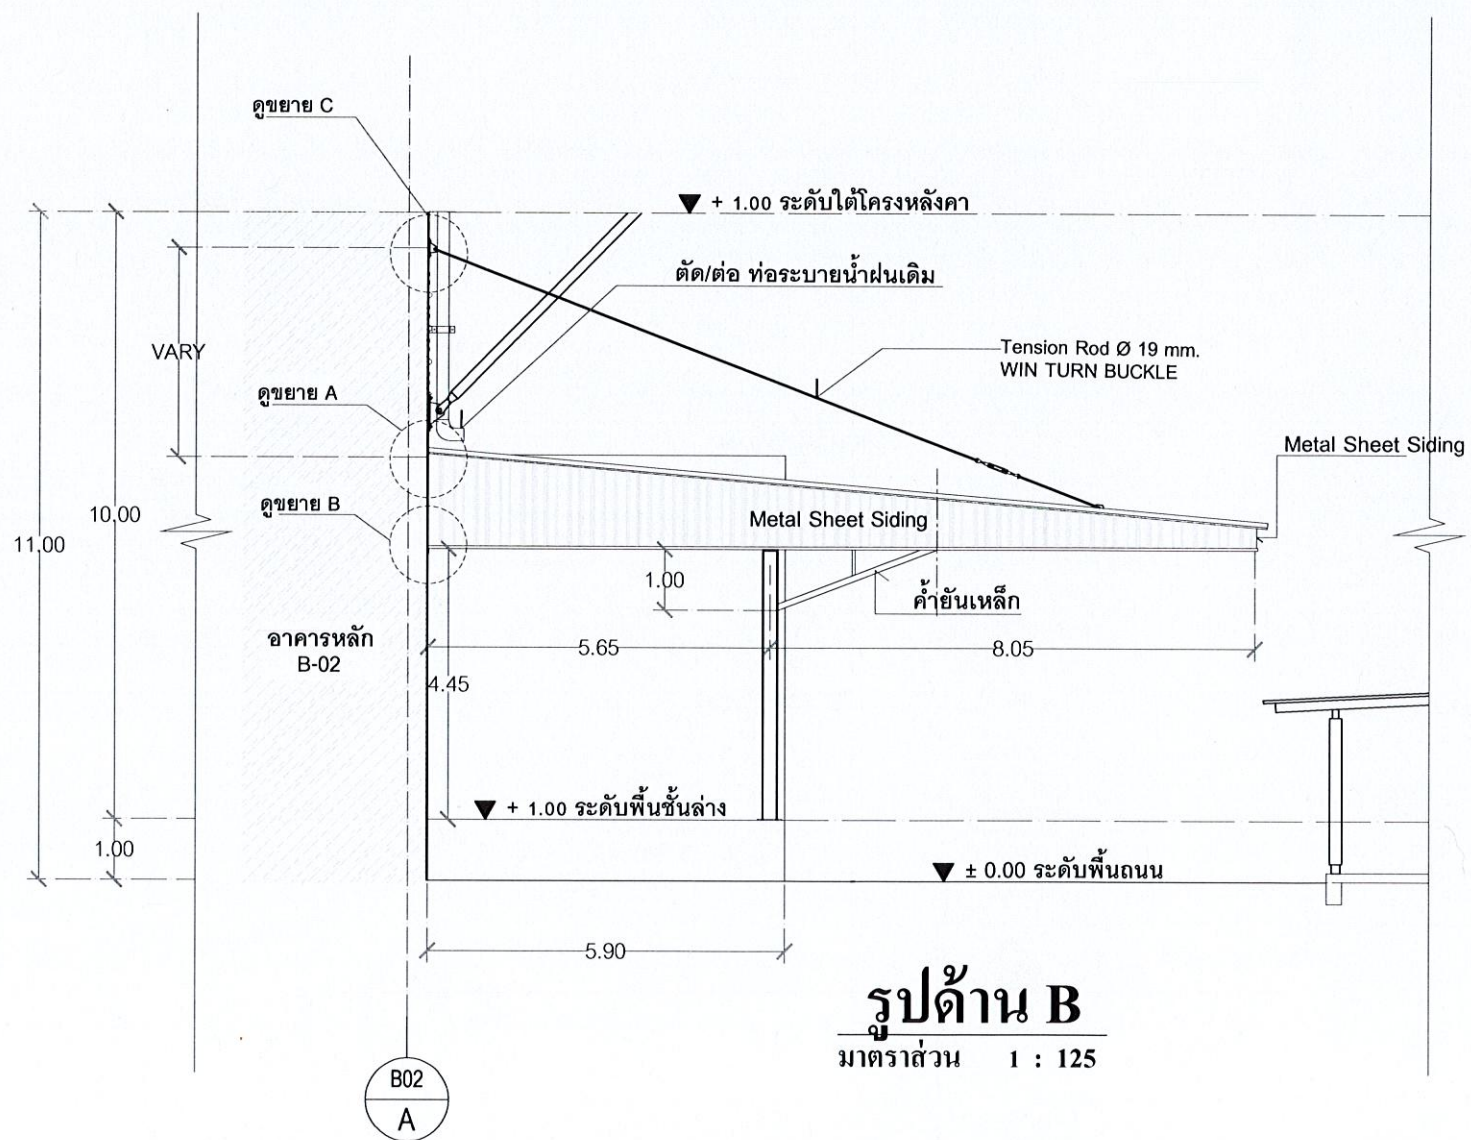 ดูขยาย C
▼ + 1.00 ระดับใต้โครงหลังคา
ตัด/ต่อ ท่อระบายน้ำฝนเดิม
VARY
Tension Rod Ø 19 mm.
WIN TURN BUCKLE
ดูขยาย A
Metal Sheet Siding
ดูขยาย B
10,00
Metal Sheet Siding
11,00
1.00
ค้ำยันเหล็ก
อาคารหลัก
B-02
5.65
8.05
4.45
▼ + 1.00 ระดับพื้นชั้นล่าง
1.00
▼ ± 0.00 ระดับพื้นถนน
5.90
รูปด้าน B
มาตราส่วน 1 : 125
B02
A